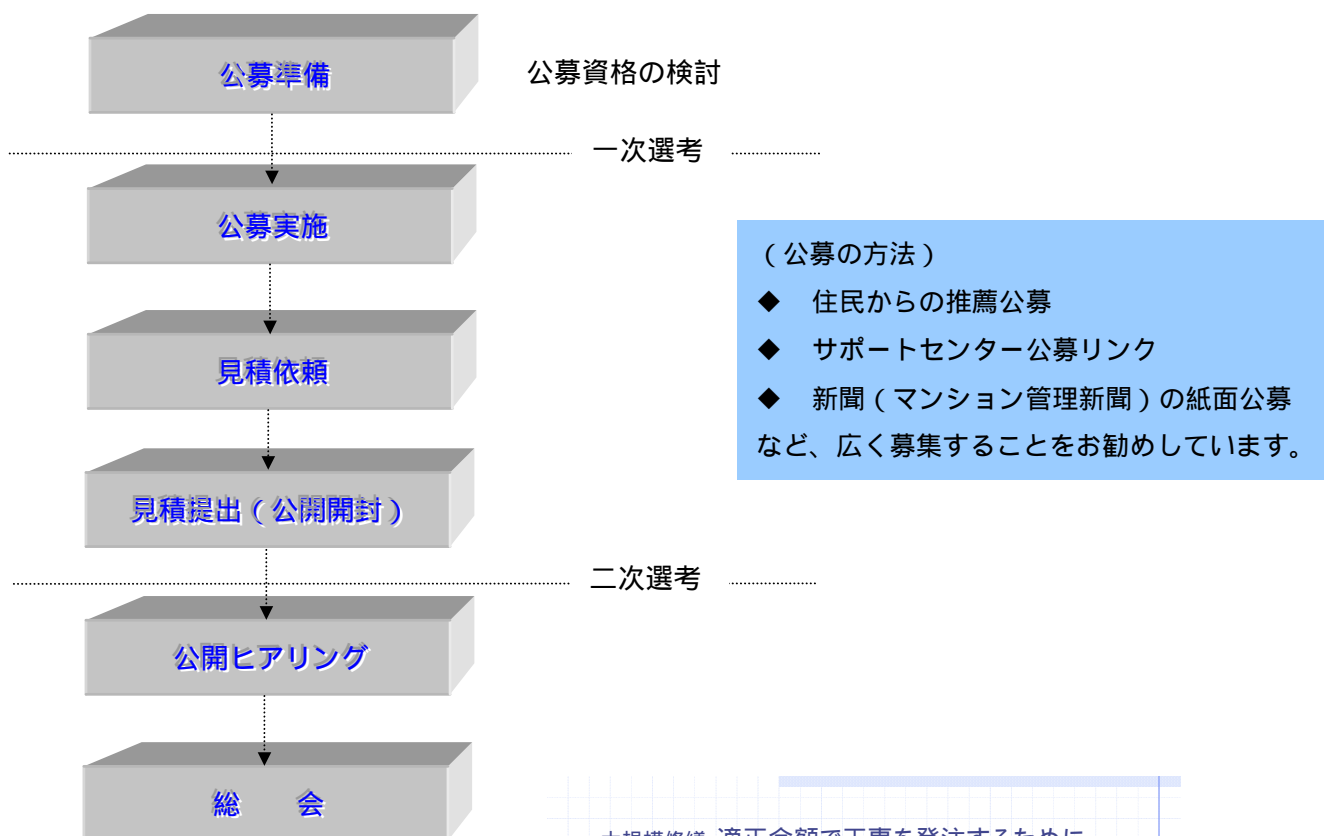 公募準備
公募資格の検討
一次選考
公募実施
（公募の方法）
◆ 住民からの推薦公募
◆ サポートセンター公募リンク
◆ 新聞（マンション管理新聞）の紙面公募
など、広く募集することをお勧めしています。
見積依頼
見積提出（公開開封）
二次選考
公開ヒアリング
総　会
大規模修繕 適正金額で工事を発注するために